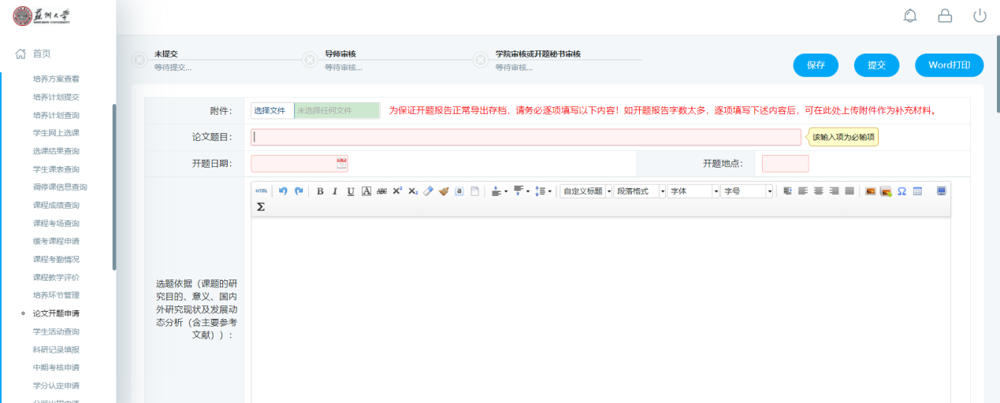 蘇州大学
SOOCHOW UNIVERSITY
首页
培养方案查看
培养计划提交
培养计划查询
学生网上选课
选课结果查询
学生课表查询
调停课信息查询
课程成绩查询
课程考场查询
缓考课程申请
课程考勤情况
课程教学评价
培养环节管理
论文开题申请
学生活动查询
科研记录填报
中期考核申请
学分认定申请
未提交
等待提交...
导师审核
等待审核...
学院审核或开题秘书审核
等待审核...
保存
提交
Word打印
附件：
选择文件 未选择任何文件
为保证开题报告正常导出存档，请务必逐项填写以下内容！如开题报告字数太多，逐项填写下述内容后，可在此处上传附件作为补充材料。
论文题目：
该输入项为必输项
开题日期：
开题地点：
HTML B I U A ABC X² X₂ a 自定义标题 段落格式 字体 字号 Ω
Σ
选题依据（课题的研
究目的、意义、国内
外研究现状及发展动
态分析（含主要参考
文献））：